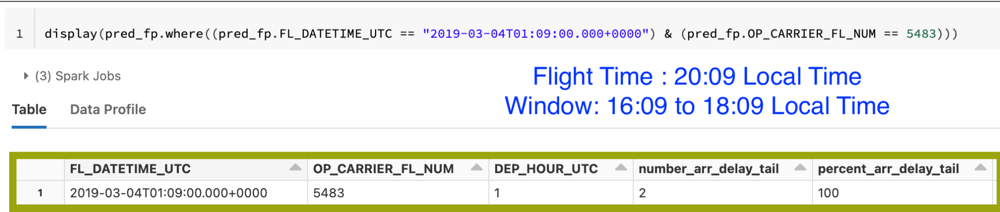 1 display(pred_fp.where((pred_fp.FL_DATETIME_UTC == "2019-03-04T01:09:00.000+0000") & (pred_fp.OP_CARRIER_FL_NUM == 5483)))
(3) Spark Jobs
Flight Time : 20:09 Local Time
Window: 16:09 to 18:09 Local Time
Table Data Profile
FL_DATETIME_UTC OP_CARRIER_FL_NUM DEP_HOUR_UTC number_arr_delay_tail percent_arr_delay_tail
1 2019-03-04T01:09:00.000+0000 5483 1 2 100